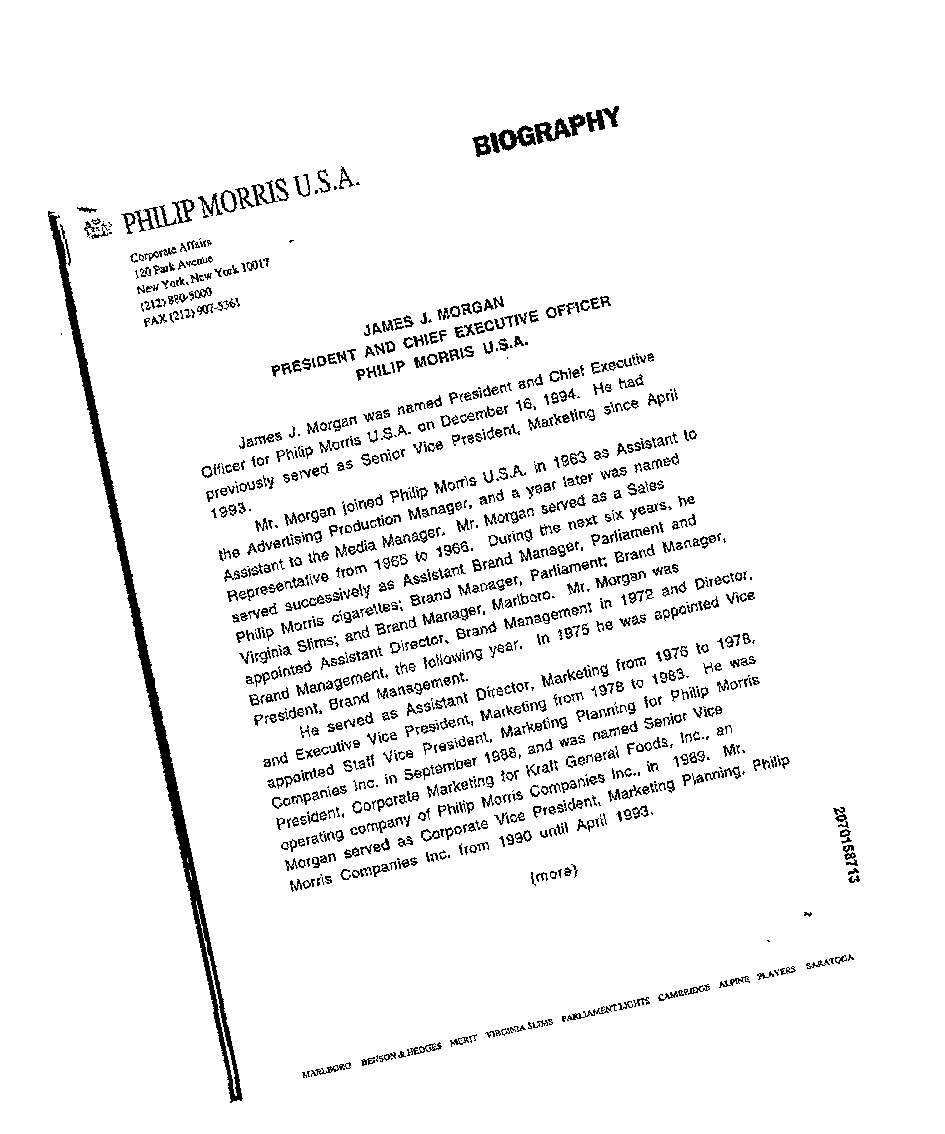 BIOGRAPHY
PHILIP MORRIS U.S.A.
Corporate Affairs
120 Park Avenue
New York, New York 10017
(212) 880-5000
FAX (212) 907-5361
JAMES J. MORGAN
PRESIDENT AND CHIEF EXECUTIVE OFFICER
PHILIP MORRIS U.S.A.
James J. Morgan was named President and Chief Executive
Officer for Philip Morris U.S.A. on December 16, 1994. He had
previously served as Senior Vice President, Marketing since April
1993.
Mr. Morgan joined Philip Morris U.S.A. in 1963 as Assistant to
the Advertising Production Manager, and a year later was named
Assistant to the Media Manager. Mr. Morgan served as a Sales
Representative from 1965 to 1966. During the next six years, he
served successively as Assistant Brand Manager, Parliament and
Philip Morris cigarettes; Brand Manager, Parliament; Brand Manager,
Virginia Slims; and Brand Manager, Marlboro. Mr. Morgan was
appointed Assistant Director, Brand Management in 1972 and Director,
Brand Management, the following year. In 1975 he was appointed Vice
President, Brand Management.
He served as Assistant Director, Marketing from 1976 to 1978,
and Executive Vice President, Marketing from 1978 to 1983. He was
appointed Staff Vice President, Marketing Planning for Philip Morris
Companies Inc. in September 1988, and was named Senior Vice
President, Corporate Marketing for Kraft General Foods, Inc., an
operating company of Philip Morris Companies Inc., in 1989. Mr.
Morgan served as Corporate Vice President, Marketing Planning, Philip
Morris Companies Inc. from 1990 until April 1993.
(more)
2070158713
MARLBORO BENSON & HEDGES MERIT VIRGINIA SLIMS PARLIAMENT LIGHTS CAMBRIDGE ALPINE PLAYERS SARATOGA